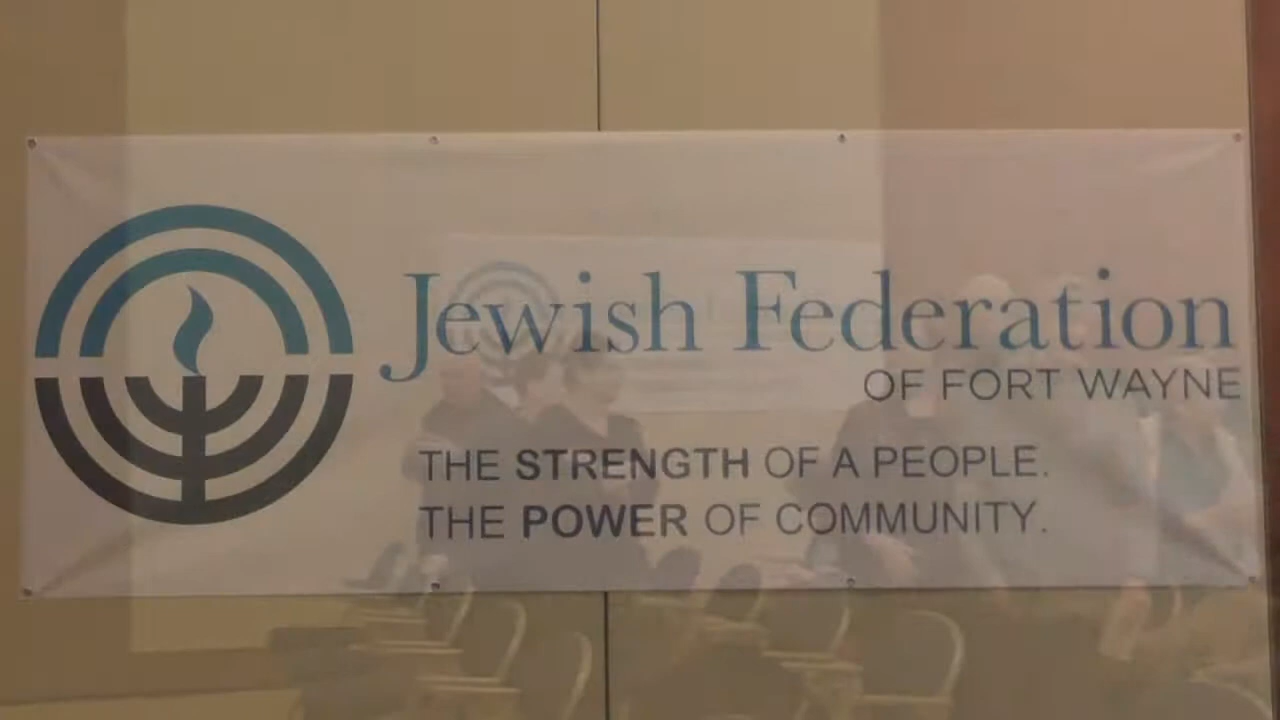 Jewish Federation
OF FORT WAYNE
THE STRENGTH OF A PEOPLE.
THE POWER OF COMMUNITY.